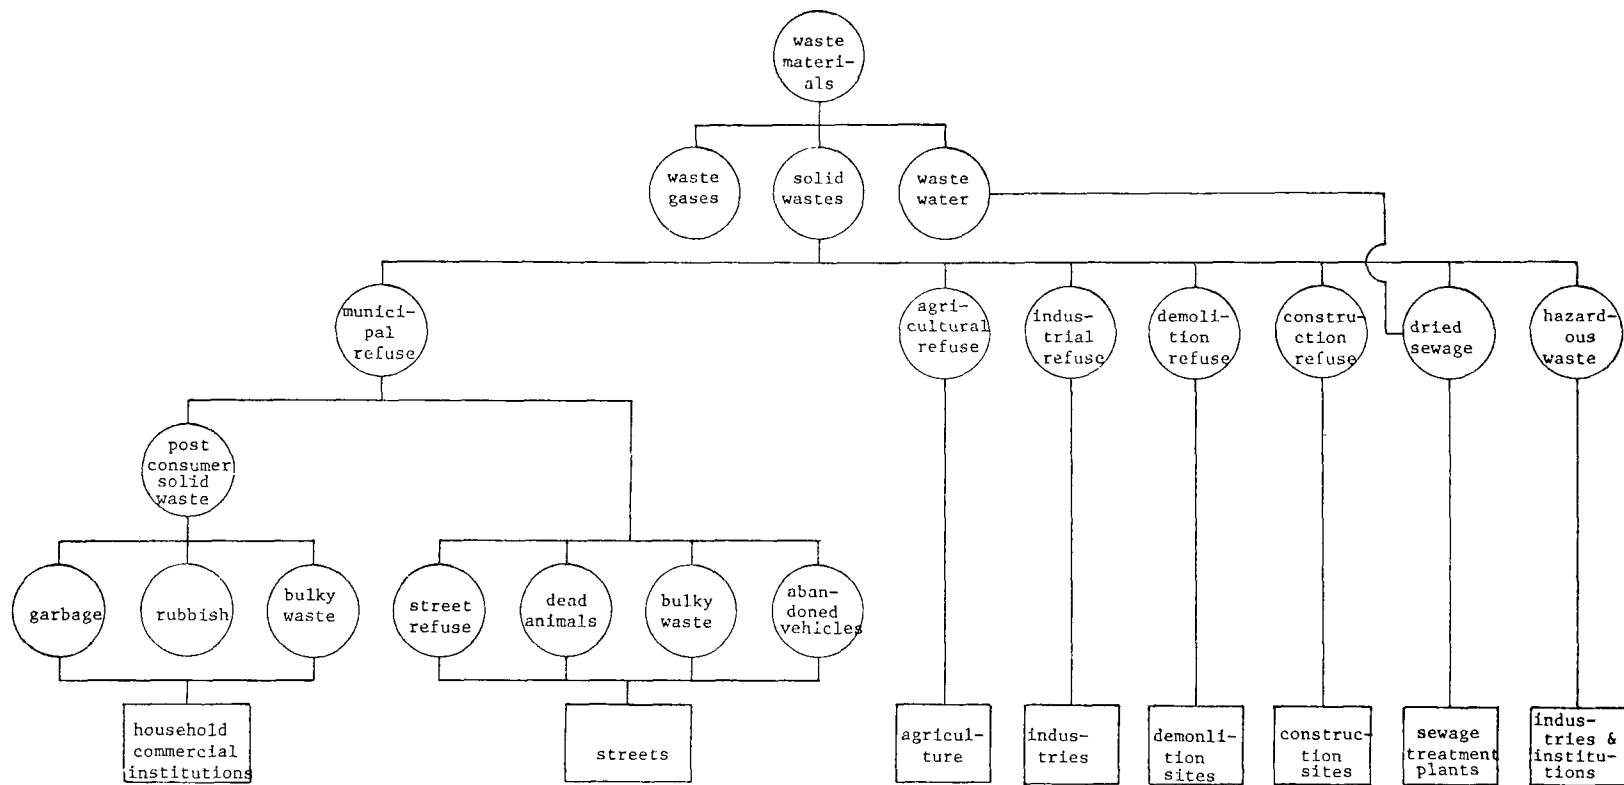 waste
materi-
als
waste
gases
solid
wastes
waste
water
munici-
pal
refuse
agri-
cultural
refuse
indus-
trial
refuse
demoli-
tion
refuse
constru-
ction
refuse
dried
sewage
hazard-
ous
waste
post
consumer
solid
waste
garbage
rubbish
bulky
waste
street
refuse
dead
animals
bulky
waste
aban-
doned
vehicles
household
commercial
institutions
streets
agricul-
ture
indus-
tries
demonli-
tion
sites
construc-
tion
sites
sewage
treatment
plants
indus-
tries &
institu-
tions